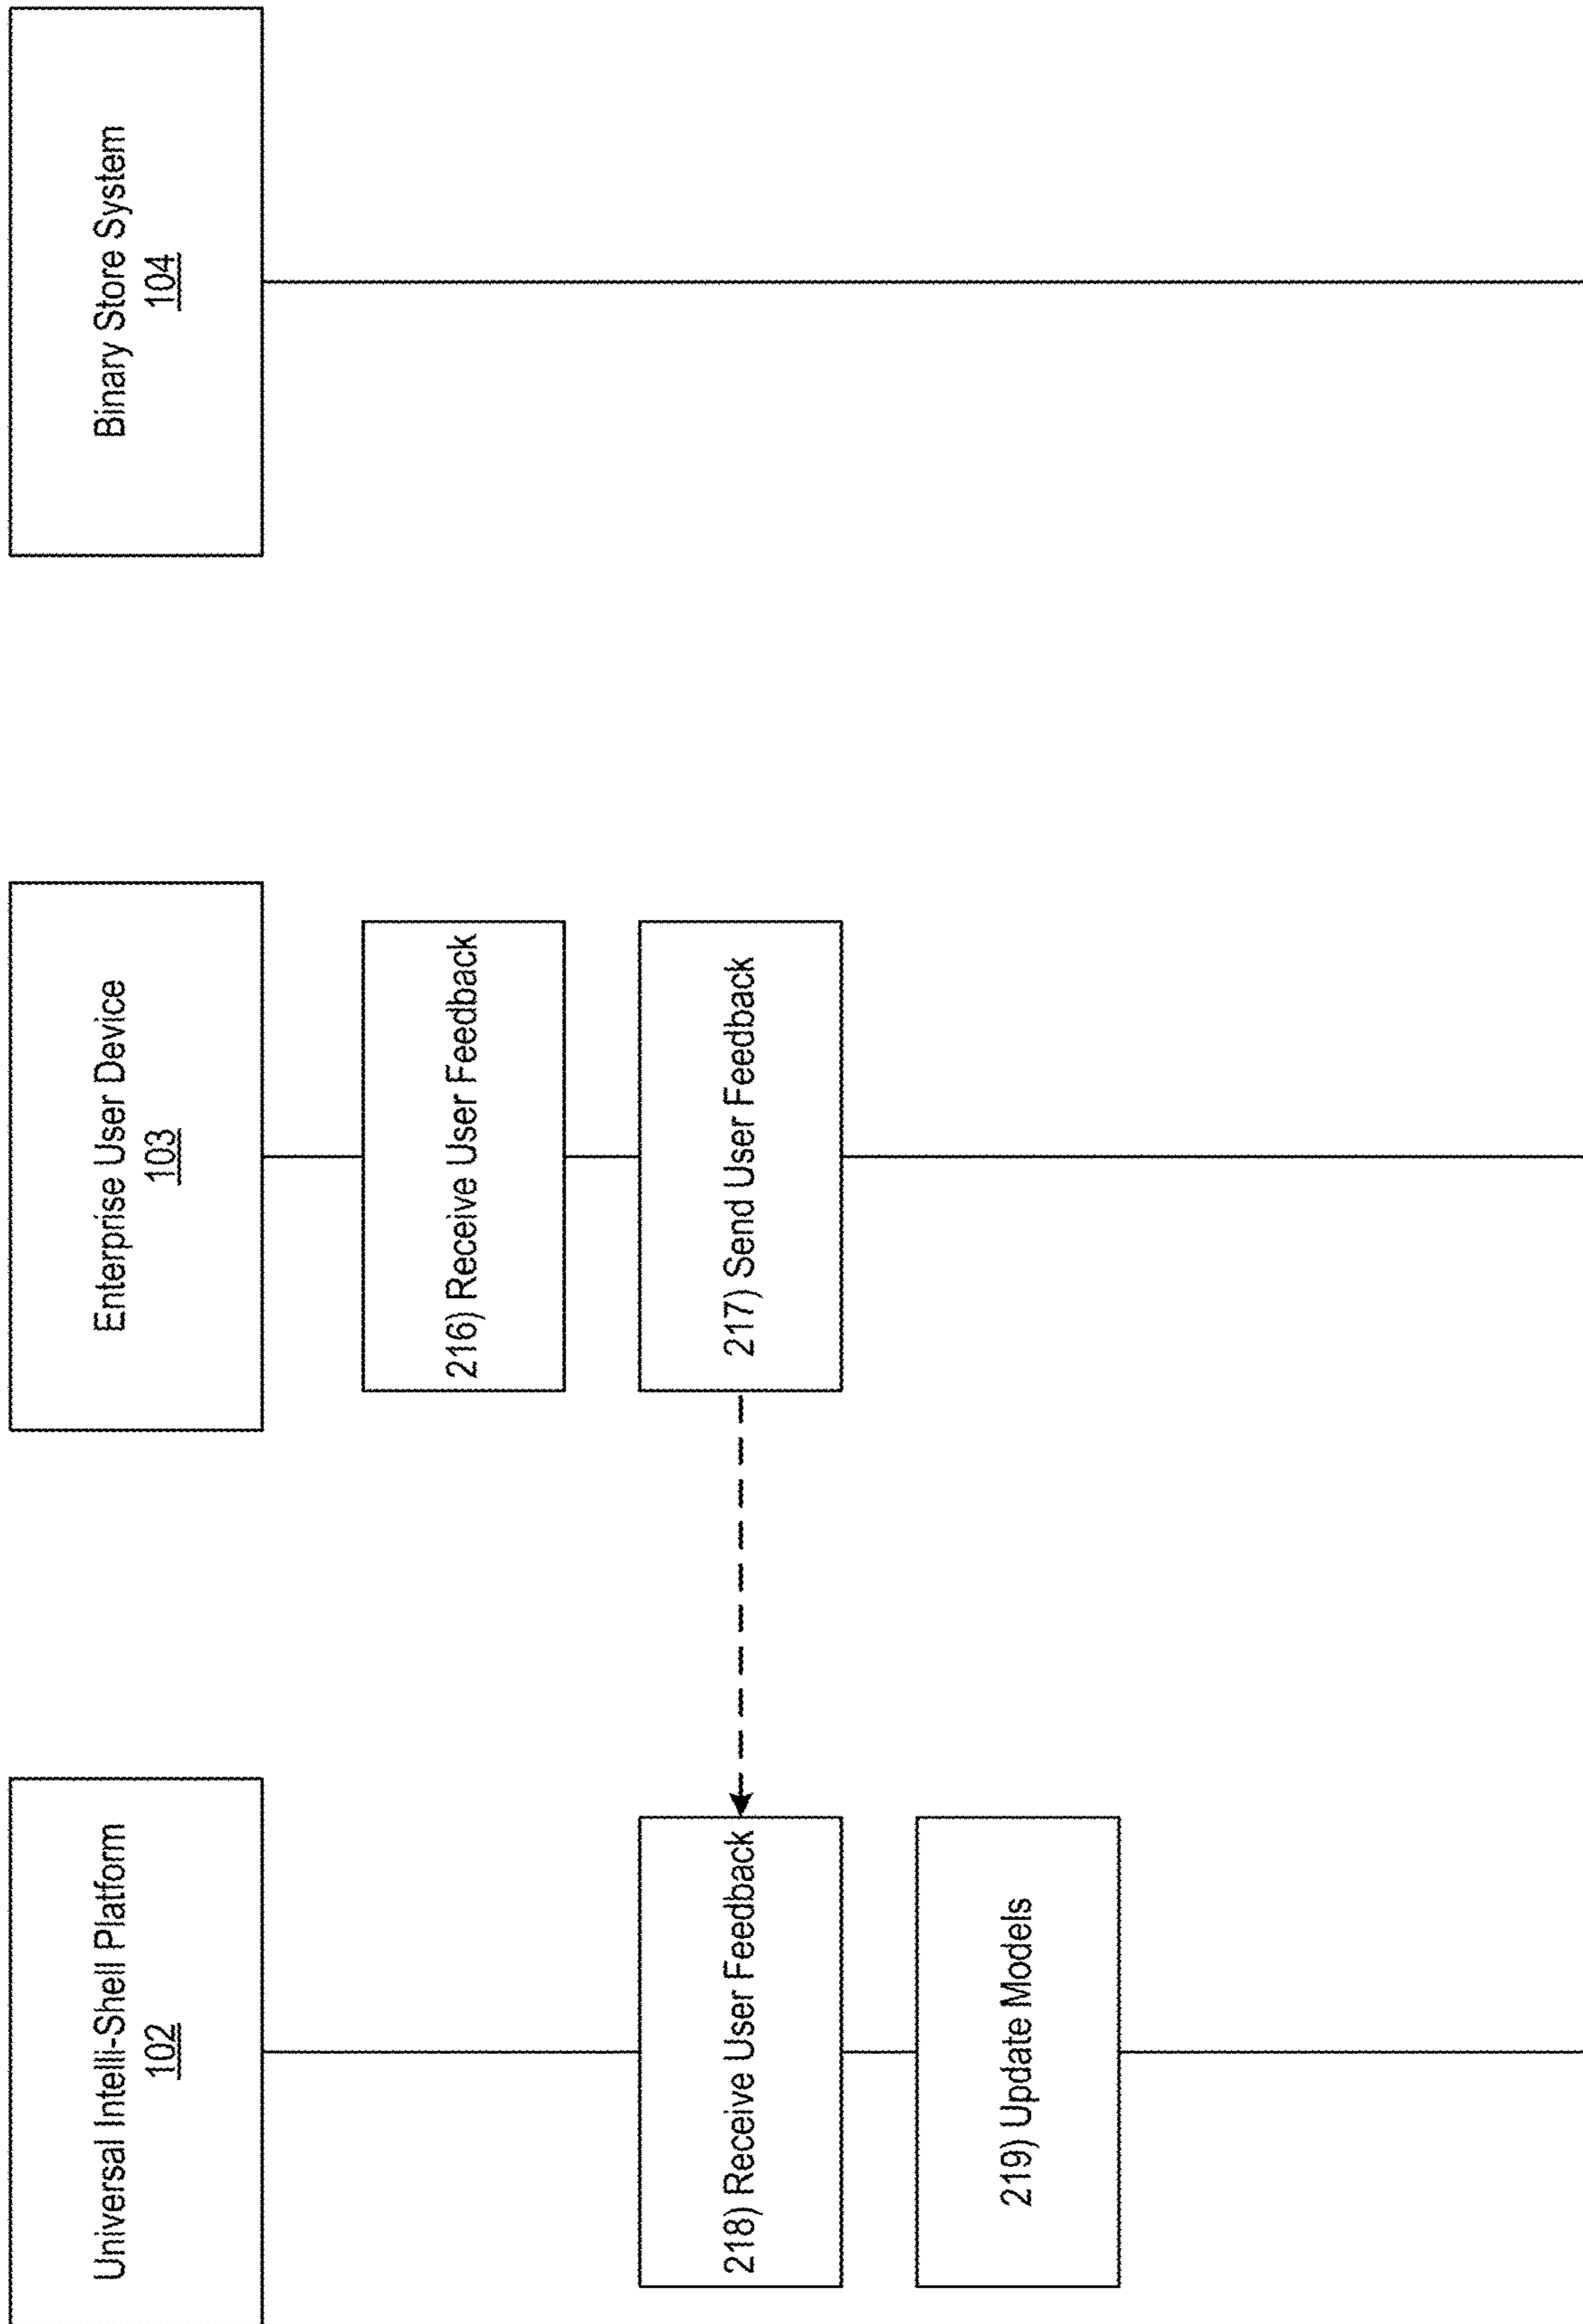 Universal Intelli-Shell Platform
102
Enterprise User Device
103
Binary Store System
104
216) Receive User Feedback
217) Send User Feedback
218) Receive User Feedback
219) Update Models